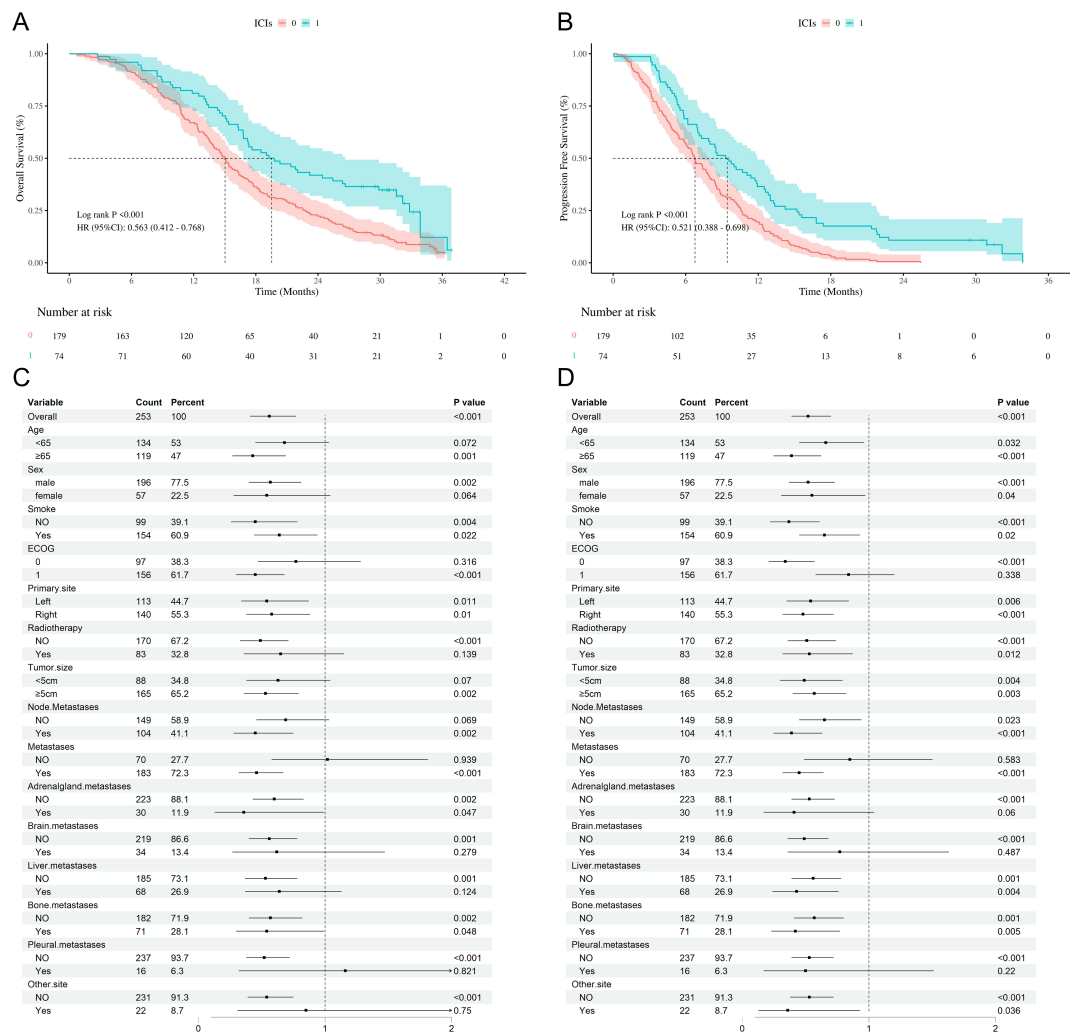 A
ICIs 0 1
1.00
0.75
0.50
0.25
0.00
Overall Survival (%)
Log rank P <0.001
HR (95%CI): 0.563 (0.412 - 0.768)
0 6 12 18 24 30 36 42
Time (Months)
Number at risk
0 179 163 120 65 40 21 1 0
1 74 71 60 40 31 21 2 0
B
ICIs 0 1
1.00
0.75
0.50
0.25
0.00
Progression Free Survival (%)
Log rank P <0.001
HR (95%CI): 0.521 (0.388 - 0.698)
0 6 12 18 24 30 36
Time (Months)
Number at risk
0 179 102 35 6 1 0 0
1 74 51 27 13 8 6 0
C
Variable Count Percent P value
Overall 253 100 <0.001
Age
<65 134 53 0.072
≥65 119 47 0.001
Sex
male 196 77.5 0.002
female 57 22.5 0.064
Smoke
NO 99 39.1 0.004
Yes 154 60.9 0.022
ECOG
0 97 38.3 0.316
1 156 61.7 <0.001
Primary.site
Left 113 44.7 0.011
Right 140 55.3 0.01
Radiotherapy
NO 170 67.2 <0.001
Yes 83 32.8 0.139
Tumor.size
<5cm 88 34.8 0.07
≥5cm 165 65.2 0.002
Node.Metastases
NO 149 58.9 0.069
Yes 104 41.1 0.002
Metastases
NO 70 27.7 0.939
Yes 183 72.3 <0.001
Adrenalgland.metastases
NO 223 88.1 0.002
Yes 30 11.9 0.047
Brain.metastases
NO 219 86.6 0.001
Yes 34 13.4 0.279
Liver.metastases
NO 185 73.1 0.001
Yes 68 26.9 0.124
Bone.metastases
NO 182 71.9 0.002
Yes 71 28.1 0.048
Pleural.metastases
NO 237 93.7 <0.001
Yes 16 6.3 0.821
Other.site
NO 231 91.3 <0.001
Yes 22 8.7 0.75
0 1 2
D
Variable Count Percent P value
Overall 253 100 <0.001
Age
<65 134 53 0.032
≥65 119 47 <0.001
Sex
male 196 77.5 <0.001
female 57 22.5 0.04
Smoke
NO 99 39.1 <0.001
Yes 154 60.9 0.02
ECOG
0 97 38.3 <0.001
1 156 61.7 0.338
Primary.site
Left 113 44.7 0.006
Right 140 55.3 <0.001
Radiotherapy
NO 170 67.2 <0.001
Yes 83 32.8 0.012
Tumor.size
<5cm 88 34.8 0.004
≥5cm 165 65.2 0.003
Node.Metastases
NO 149 58.9 0.023
Yes 104 41.1 <0.001
Metastases
NO 70 27.7 0.583
Yes 183 72.3 <0.001
Adrenalgland.metastases
NO 223 88.1 <0.001
Yes 30 11.9 0.06
Brain.metastases
NO 219 86.6 <0.001
Yes 34 13.4 0.487
Liver.metastases
NO 185 73.1 0.001
Yes 68 26.9 0.004
Bone.metastases
NO 182 71.9 0.001
Yes 71 28.1 0.005
Pleural.metastases
NO 237 93.7 <0.001
Yes 16 6.3 0.22
Other.site
NO 231 91.3 <0.001
Yes 22 8.7 0.036
0 1 2